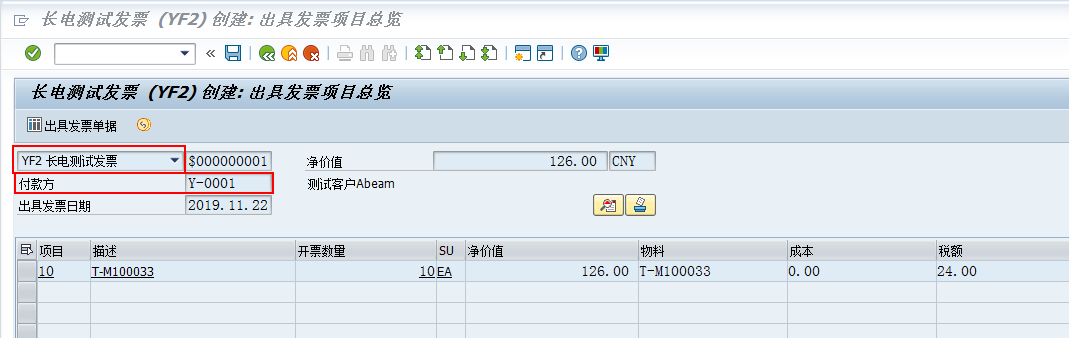 长电测试发票 (YF2) 创建: 出具发票项目总览
«
长电测试发票 (YF2) 创建: 出具发票项目总览
出具发票单据
YF2 长电测试发票 $000000001 净价值 126.00 CNY
付款方 Y-0001 测试客户Abeam
出具发票日期 2019.11.22
项目 描述 开票数量 SU 净价值 物料 成本 税额
10 T-M100033 10 EA 126.00 T-M100033 0.00 24.00